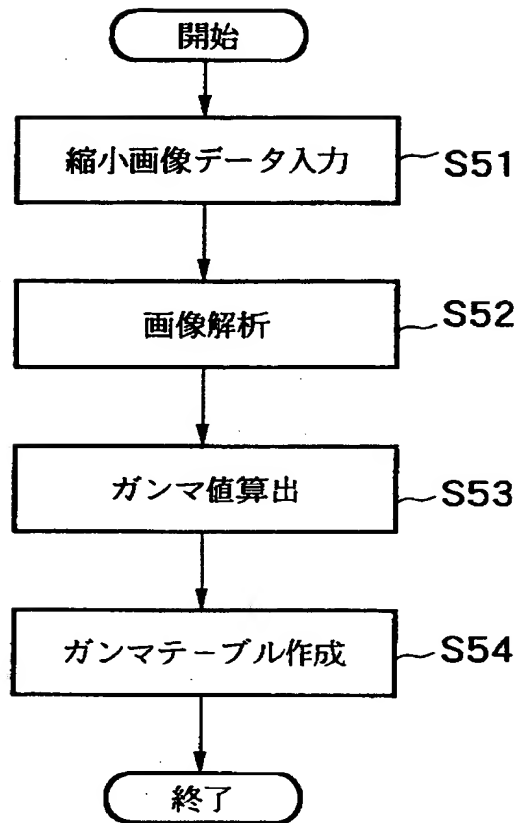 開始
縮小画像データ入力 S51
画像解析 S52
ガンマ値算出 S53
ガンマテーブル作成 S54
終了